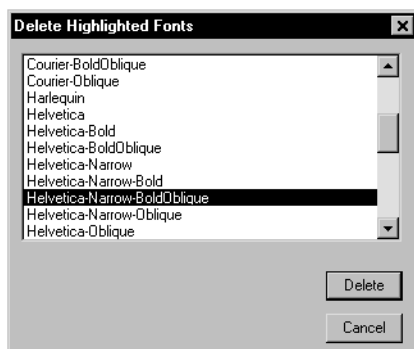 Delete Highlighted Fonts
Courier-BoldOblique
Courier-Oblique
Harlequin
Helvetica
Helvetica-Bold
Helvetica-BoldOblique
Helvetica-Narrow
Helvetica-Narrow-Bold
Helvetica-Narrow-BoldOblique
Helvetica-Narrow-Oblique
Helvetica-Oblique
Delete
Cancel